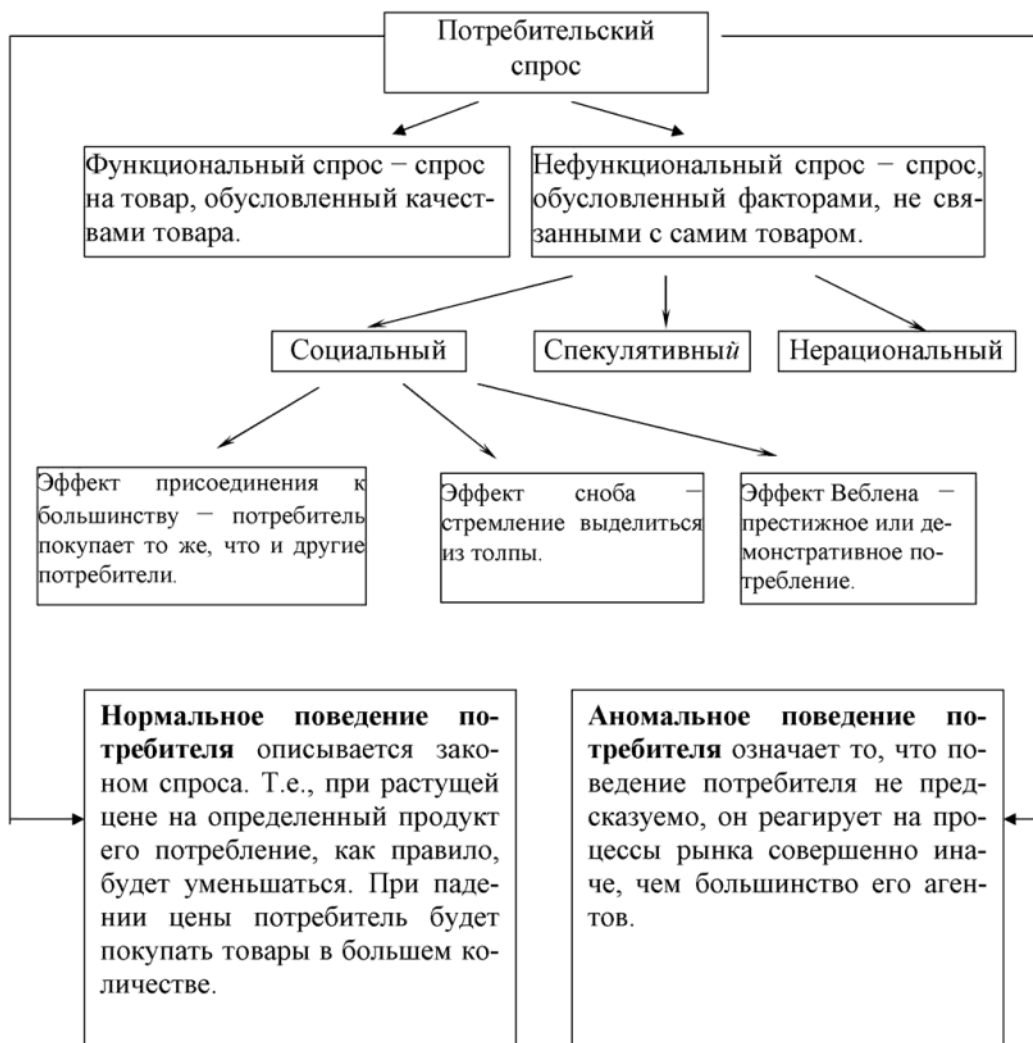 Потребительский
спрос
Функциональный спрос − спрос
на товар, обусловленный качест-
вами товара.
Нефункциональный спрос − спрос,
обусловленный факторами, не свя-
занными с самим товаром.
Социальный
Спекулятивный
Нерациональный
Эффект присоединения к
большинству − потребитель
покупает то же, что и другие
потребители.
Эффект сноба −
стремление выделиться
из толпы.
Эффект Веблена −
престижное или де-
монстративное по-
требление.
Нормальное поведение по-
требителя описывается зако-
ном спроса. Т.е., при растущей
цене на определенный продукт
его потребление, как правило,
будет уменьшаться. При паде-
нии цены потребитель будет
покупать товары в большем ко-
личестве.
Аномальное поведение по-
требителя означает то, что по-
ведение потребителя не пред-
сказуемо, он реагирует на про-
цессы рынка совершенно ина-
че, чем большинство его аген-
тов.